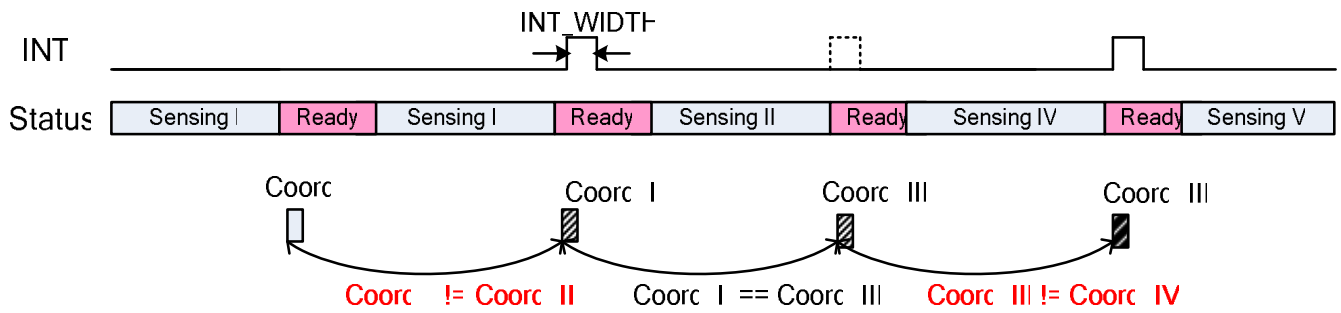 INT_WIDTH
INT
Status
Sensing I
Ready
Sensing I
Ready
Sensing II
Ready
Sensing IV
Ready
Sensing V
Coorc
Coorc I
Coorc III
Coorc III
Coorc != Coorc II
Coorc I == Coorc III
Coorc III != Coorc IV